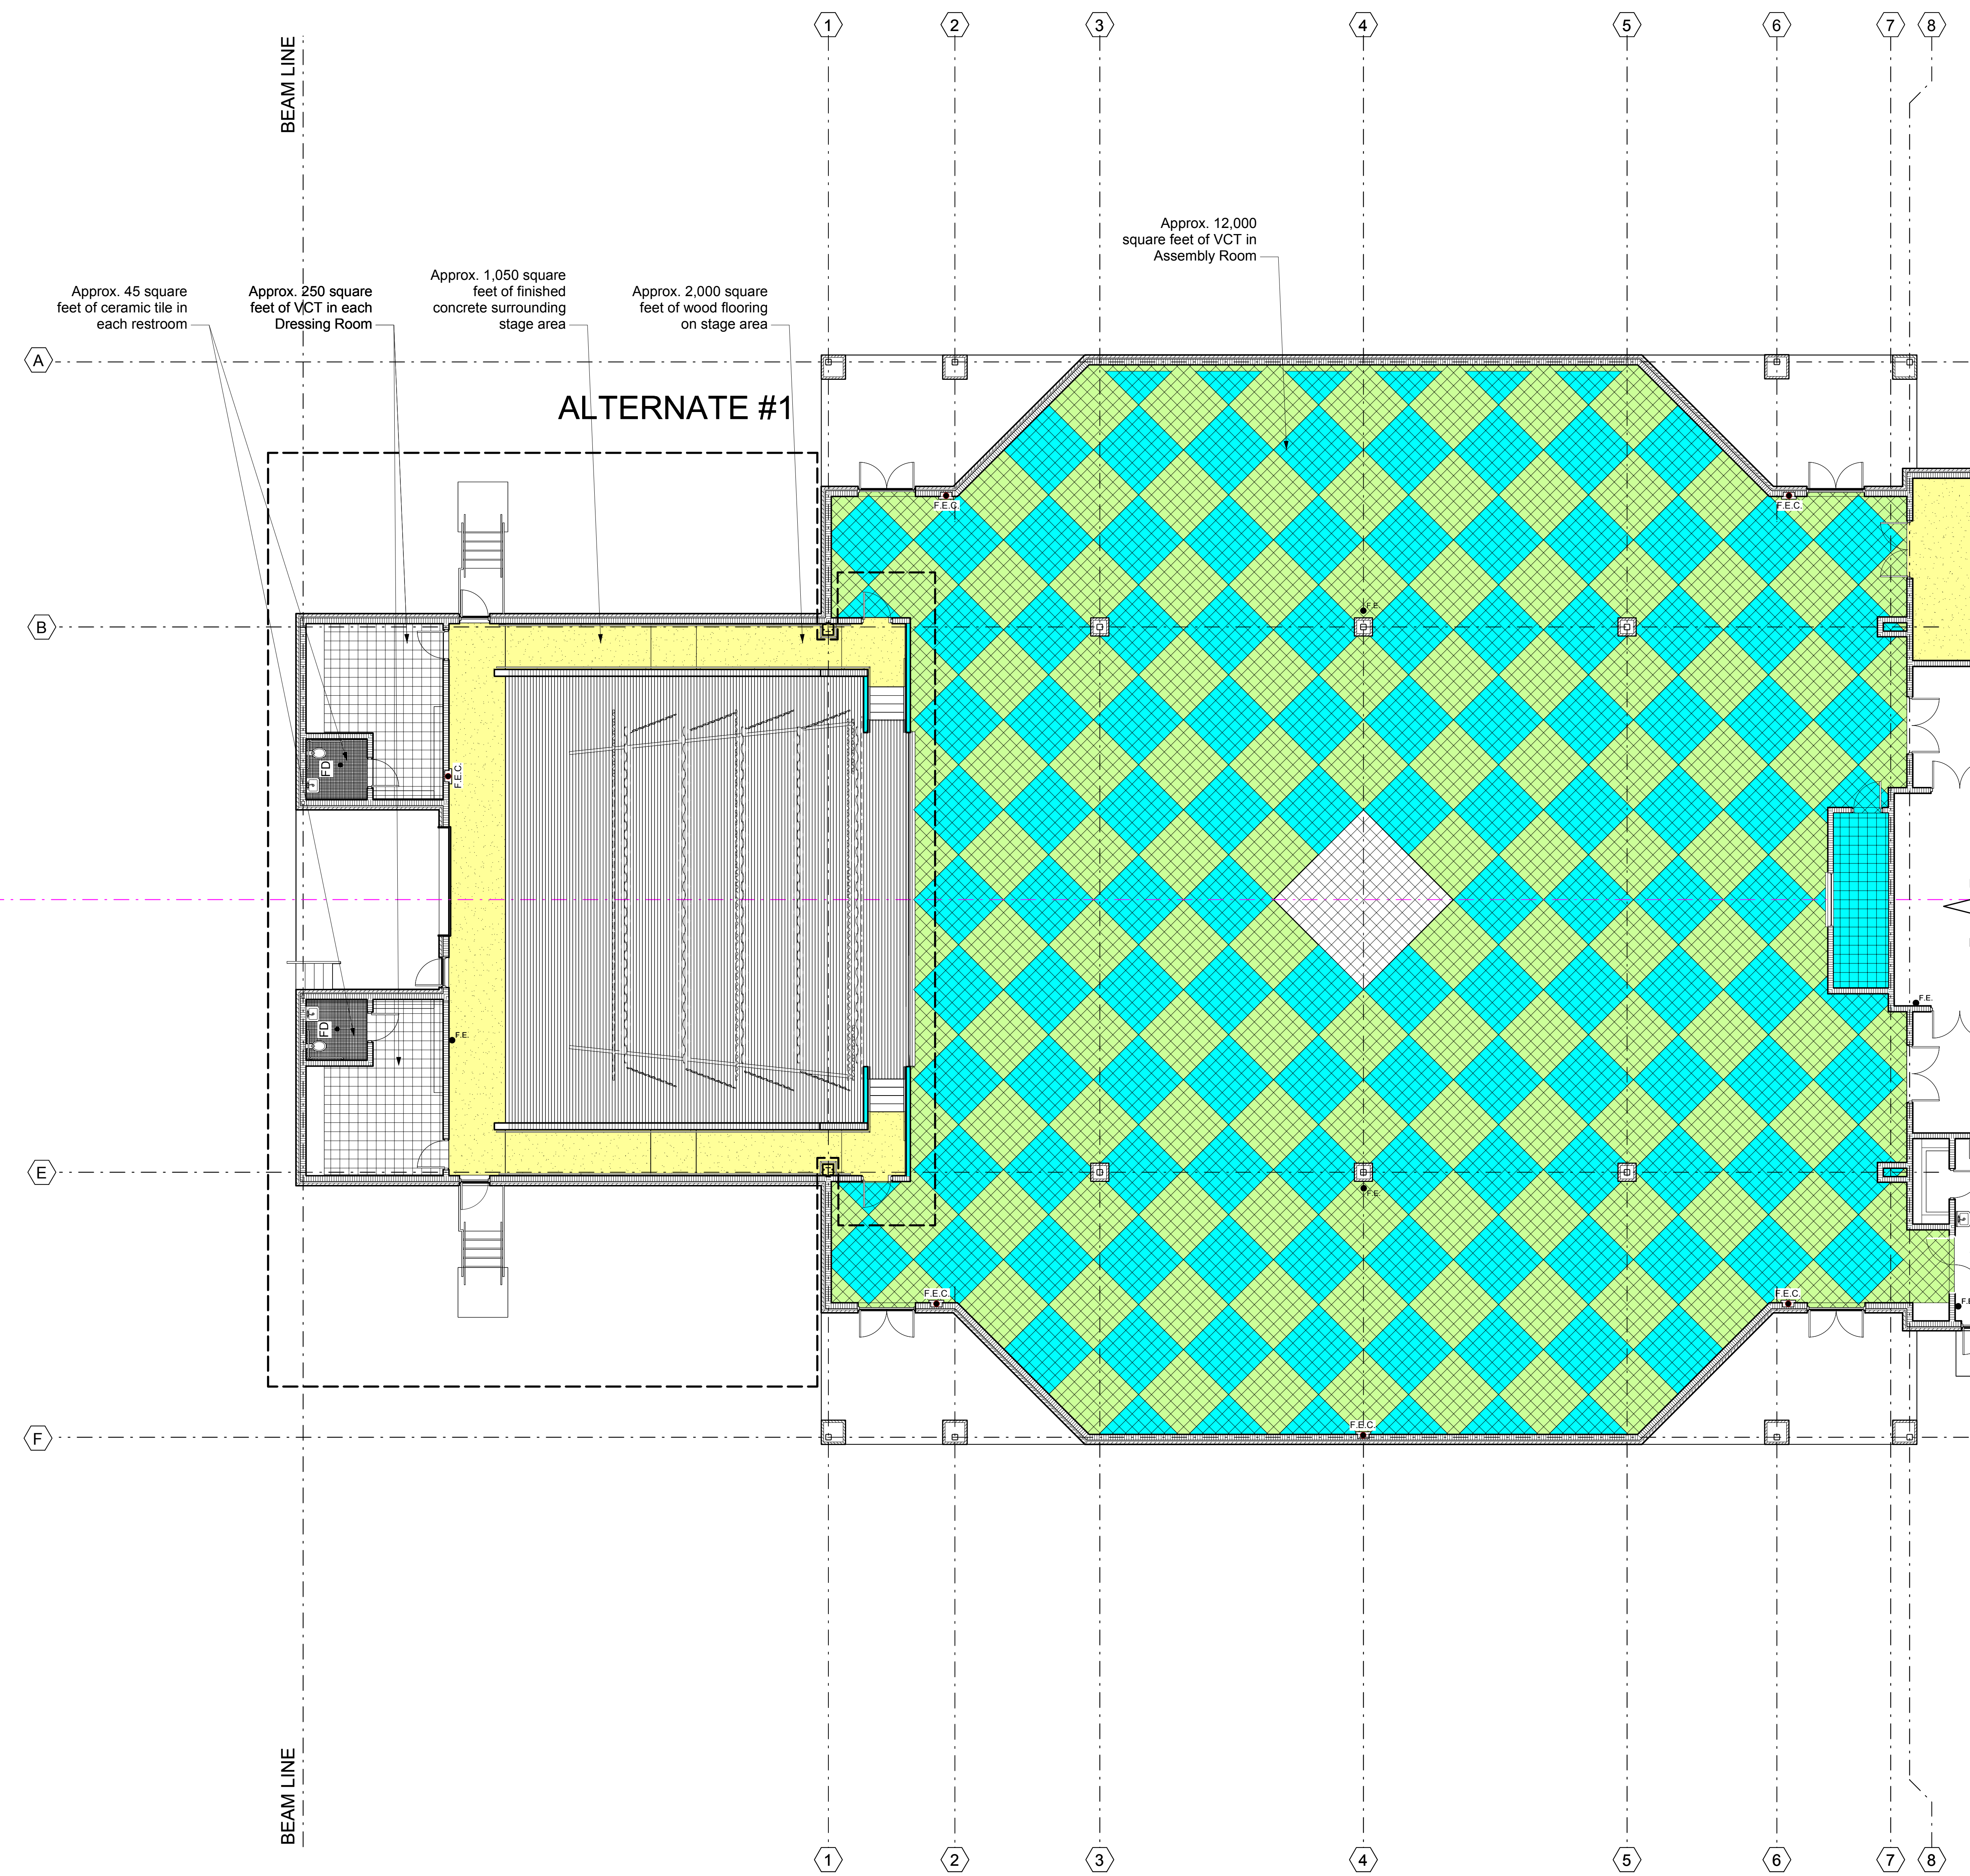 1 2 3 4 5 6 7 8
BEAM LINE
Approx. 12,000
square feet of VCT in
Assembly Room
Approx. 1,050 square
feet of finished
concrete surrounding
stage area
Approx. 45 square
feet of ceramic tile in
each restroom
Approx. 250 square
feet of VCT in each
Dressing Room
Approx. 2,000 square
feet of wood flooring
on stage area
A
ALTERNATE #1
F.E.C.
F.E.C.
F.E.
B
FD
F.E.C.
F.E.
FD
F.E.
E
F.E.
F.E.C.
F.E.C.
F.E.C.
F
BEAM LINE
1 2 3 4 5 6 7 8